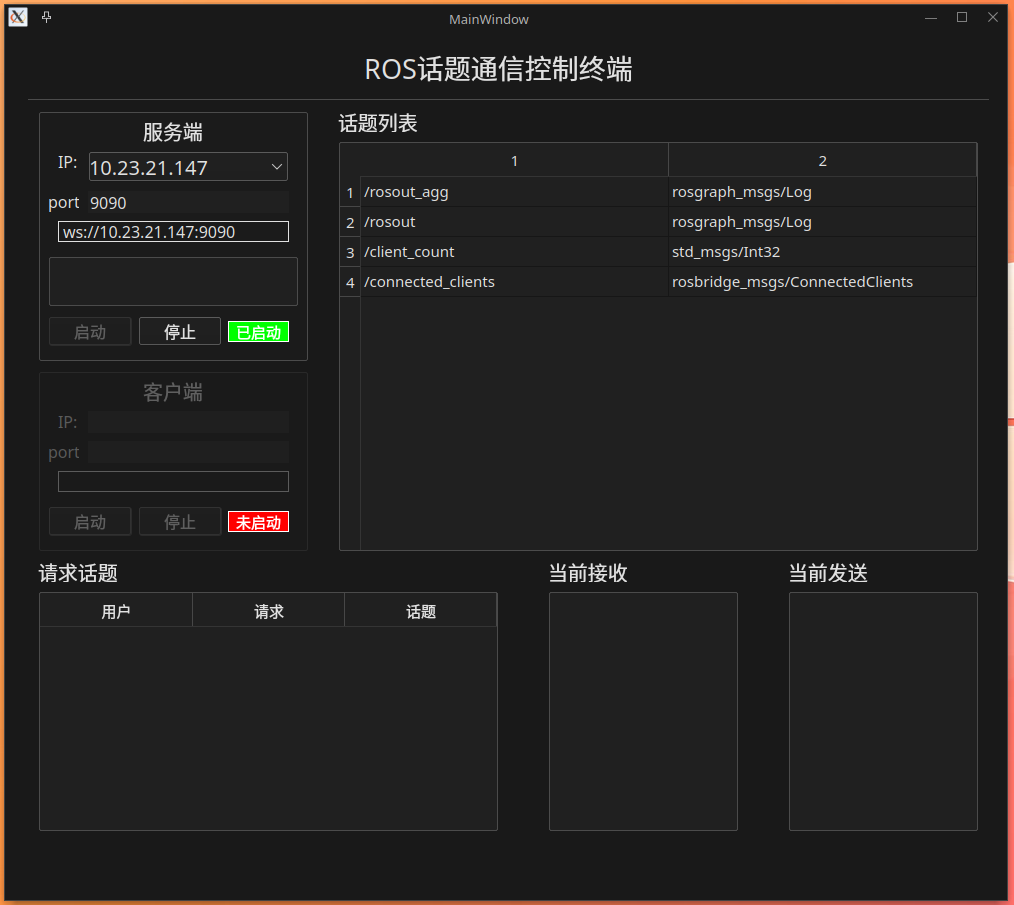 MainWindow
ROS话题通信控制终端
服务端
IP: 10.23.21.147
port 9090
ws://10.23.21.147:9090
启动 停止 已启动
客户端
IP:
port
启动 停止 未启动
话题列表
1 2
1 /rosout_agg rosgraph_msgs/Log
2 /rosout rosgraph_msgs/Log
3 /client_count std_msgs/Int32
4 /connected_clients rosbridge_msgs/ConnectedClients
请求话题
用户 请求 话题
当前接收
当前发送